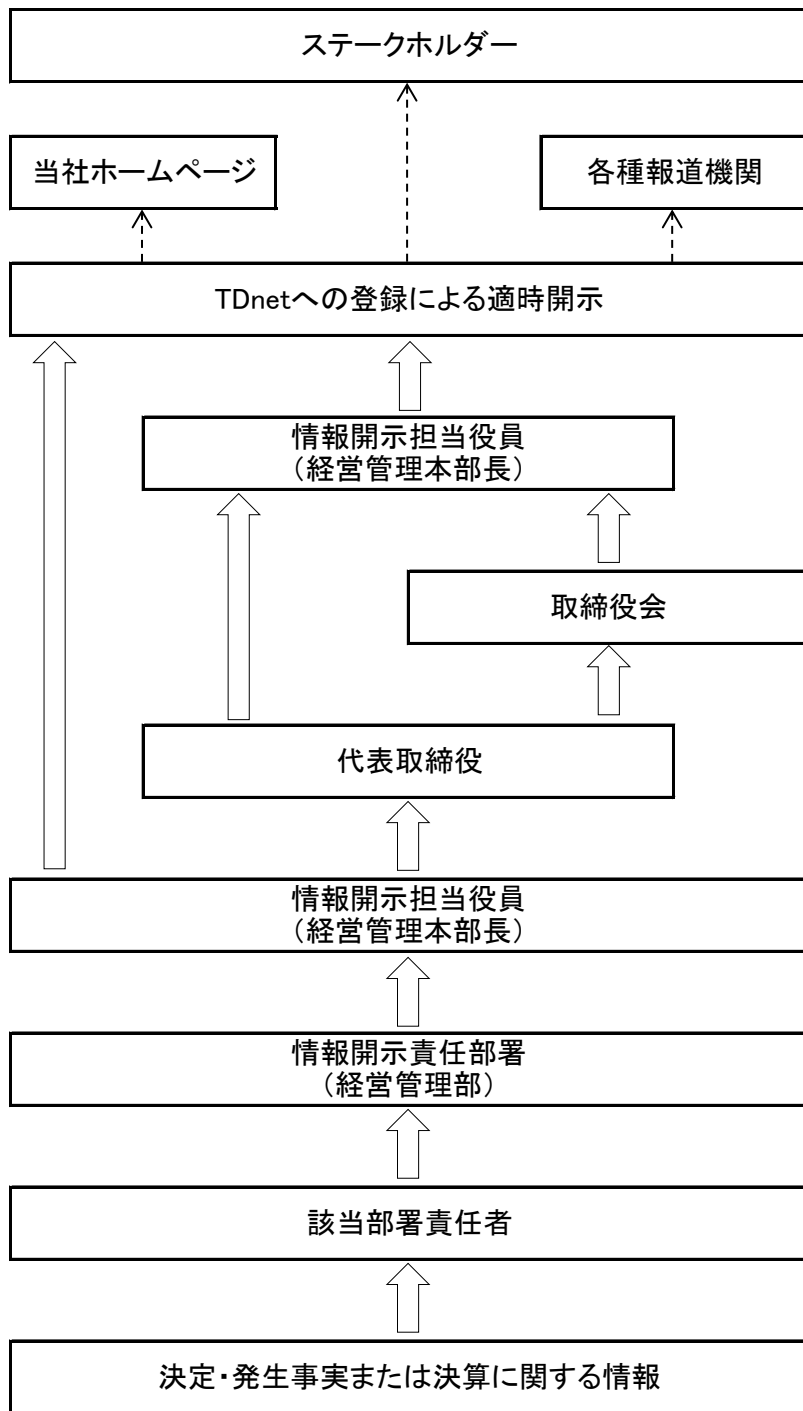 ステークホルダー
当社ホームページ
各種報道機関
TDnetへの登録による適時開示
情報開示担当役員
（経営管理本部長）
取締役会
代表取締役
情報開示担当役員
（経営管理本部長）
情報開示責任部署
（経営管理部）
該当部署責任者
決定・発生事実または決算に関する情報